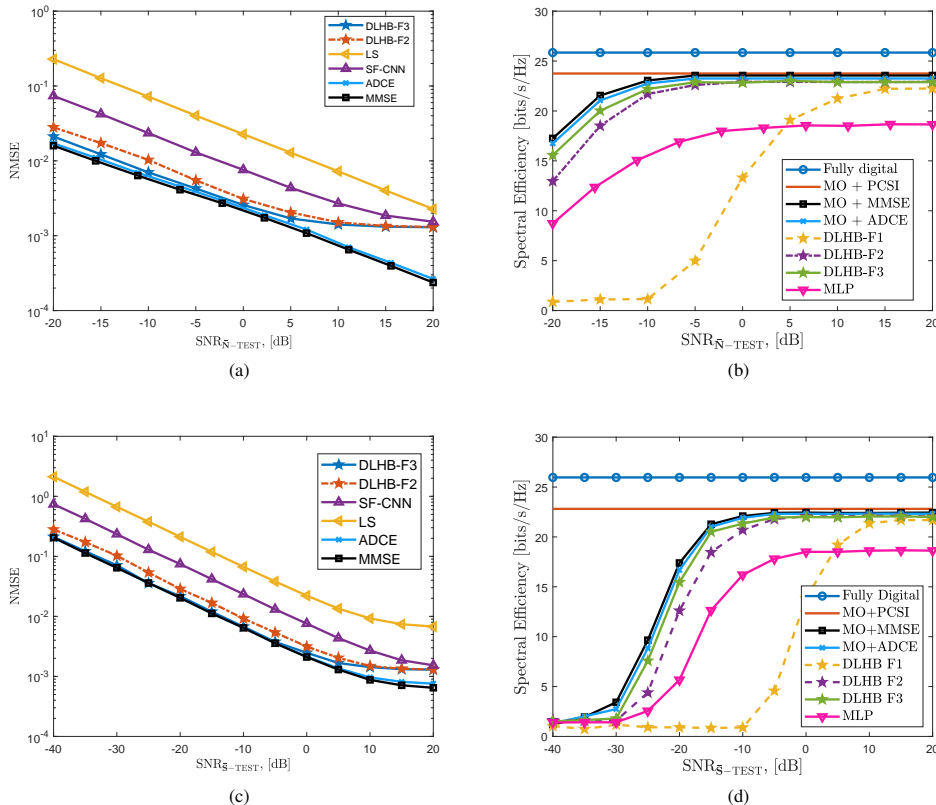 10^0
10^-1
10^-2
10^-3
10^-4
NMSE
-20 -15 -10 -5 0 5 10 15 20
SNR_N̄-TEST, [dB]
DLHB-F3
DLHB-F2
LS
SF-CNN
ADCE
MMSE
(a)
30
25
20
15
10
5
0
Spectral Efficiency [bits/s/Hz]
-20 -15 -10 -5 0 5 10 15 20
SNR_N̄-TEST, [dB]
Fully digital
MO + PCSI
MO + MMSE
MO + ADCE
DLHB-F1
DLHB-F2
DLHB-F3
MLP
(b)
10^1
10^0
10^-1
10^-2
10^-3
10^-4
NMSE
-40 -30 -20 -10 0 10 20
SNR_S̄-TEST, [dB]
DLHB-F3
DLHB-F2
SF-CNN
LS
ADCE
MMSE
(c)
30
25
20
15
10
5
0
Spectral Efficiency [bits/s/Hz]
-40 -30 -20 -10 0 10 20
SNR_S̄-TEST, [dB]
Fully Digital
MO+PCSI
MO+MMSE
MO+ADCE
DLHB F1
DLHB F2
DLHB F3
MLP
(d)